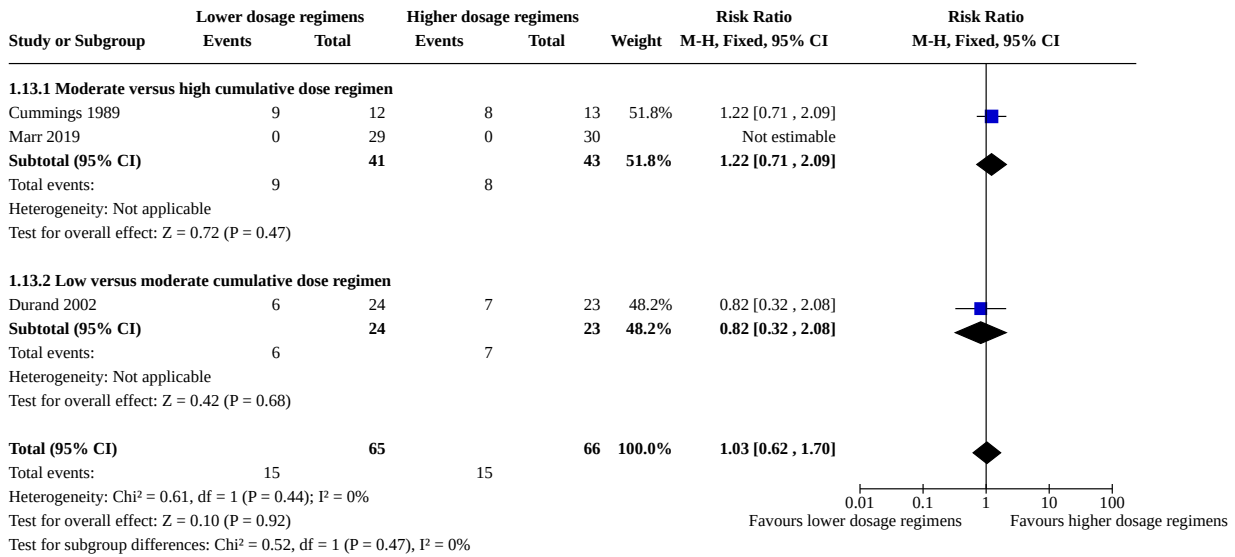 Lower dosage regimens Higher dosage regimens Risk Ratio Risk Ratio
Study or Subgroup Events Total Events Total Weight M-H, Fixed, 95% CI M-H, Fixed, 95% CI
1.13.1 Moderate versus high cumulative dose regimen
Cummings 1989 9 12 8 13 51.8% 1.22 [0.71 , 2.09]
Marr 2019 0 29 0 30 Not estimable
Subtotal (95% CI) 41 43 51.8% 1.22 [0.71 , 2.09]
Total events: 9 8
Heterogeneity: Not applicable
Test for overall effect: Z = 0.72 (P = 0.47)
1.13.2 Low versus moderate cumulative dose regimen
Durand 2002 6 24 7 23 48.2% 0.82 [0.32 , 2.08]
Subtotal (95% CI) 24 23 48.2% 0.82 [0.32 , 2.08]
Total events: 6 7
Heterogeneity: Not applicable
Test for overall effect: Z = 0.42 (P = 0.68)
Total (95% CI) 65 66 100.0% 1.03 [0.62 , 1.70]
Total events: 15 15
Heterogeneity: Chi² = 0.61, df = 1 (P = 0.44); I² = 0%
0.01 0.1 1 10 100
Test for overall effect: Z = 0.10 (P = 0.92) Favours lower dosage regimens Favours higher dosage regimens
Test for subgroup differences: Chi² = 0.52, df = 1 (P = 0.47), I² = 0%